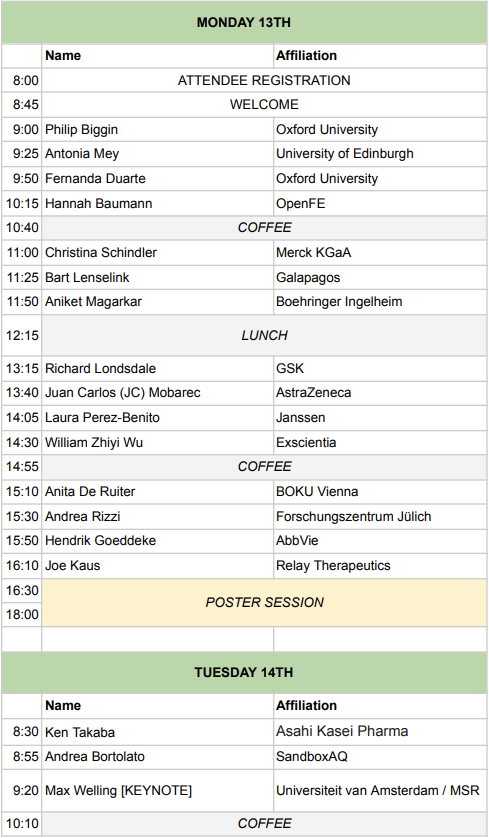 MONDAY 13TH
Name Affiliation
8:00 ATTENDEE REGISTRATION
8:45 WELCOME
9:00 Philip Biggin Oxford University
9:25 Antonia Mey University of Edinburgh
9:50 Fernanda Duarte Oxford University
10:15 Hannah Baumann OpenFE
10:40 COFFEE
11:00 Christina Schindler Merck KGaA
11:25 Bart Lenselink Galapagos
11:50 Aniket Magarkar Boehringer Ingelheim
12:15 LUNCH
13:15 Richard Londsdale GSK
13:40 Juan Carlos (JC) Mobarec AstraZeneca
14:05 Laura Perez-Benito Janssen
14:30 William Zhiyi Wu Exscientia
14:55 COFFEE
15:10 Anita De Ruiter BOKU Vienna
15:30 Andrea Rizzi Forschungszentrum Jülich
15:50 Hendrik Goeddeke AbbVie
16:10 Joe Kaus Relay Therapeutics
16:30
POSTER SESSION
18:00
TUESDAY 14TH
Name Affiliation
8:30 Ken Takaba Asahi Kasei Pharma
8:55 Andrea Bortolato SandboxAQ
9:20 Max Welling [KEYNOTE] Universiteit van Amsterdam / MSR
10:10 COFFEE